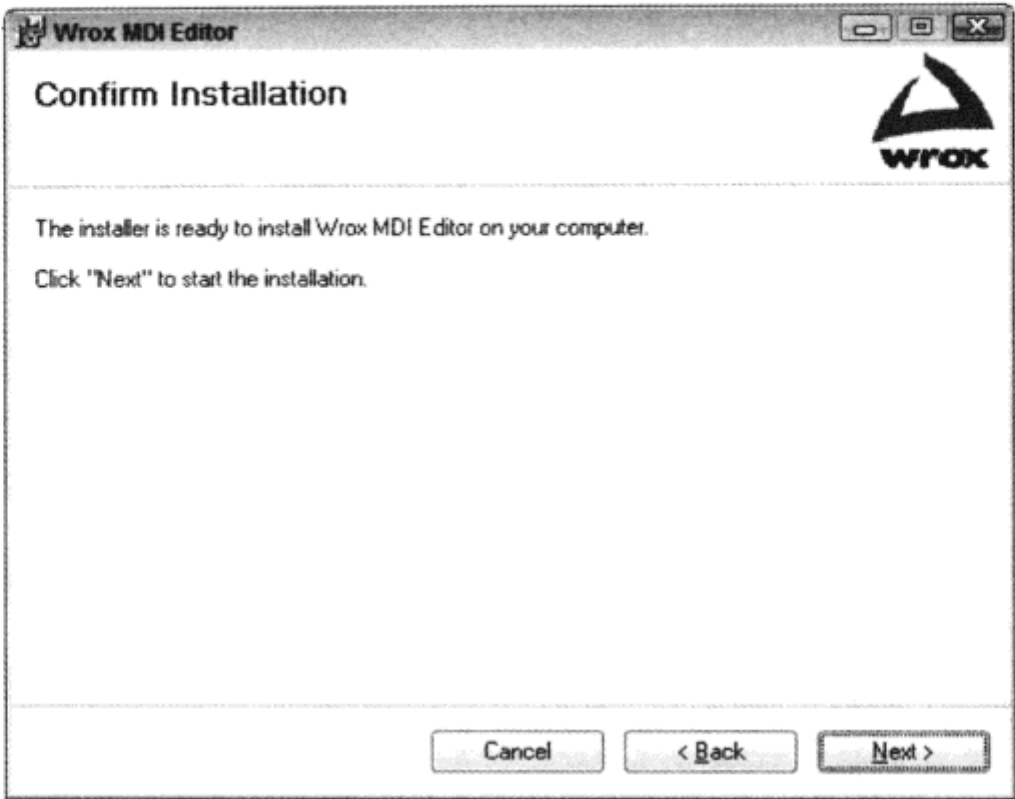 Wrox MDI Editor
Confirm Installation
wrox
The installer is ready to install Wrox MDI Editor on your computer.
Click "Next" to start the installation.
Cancel
< Back
Next >